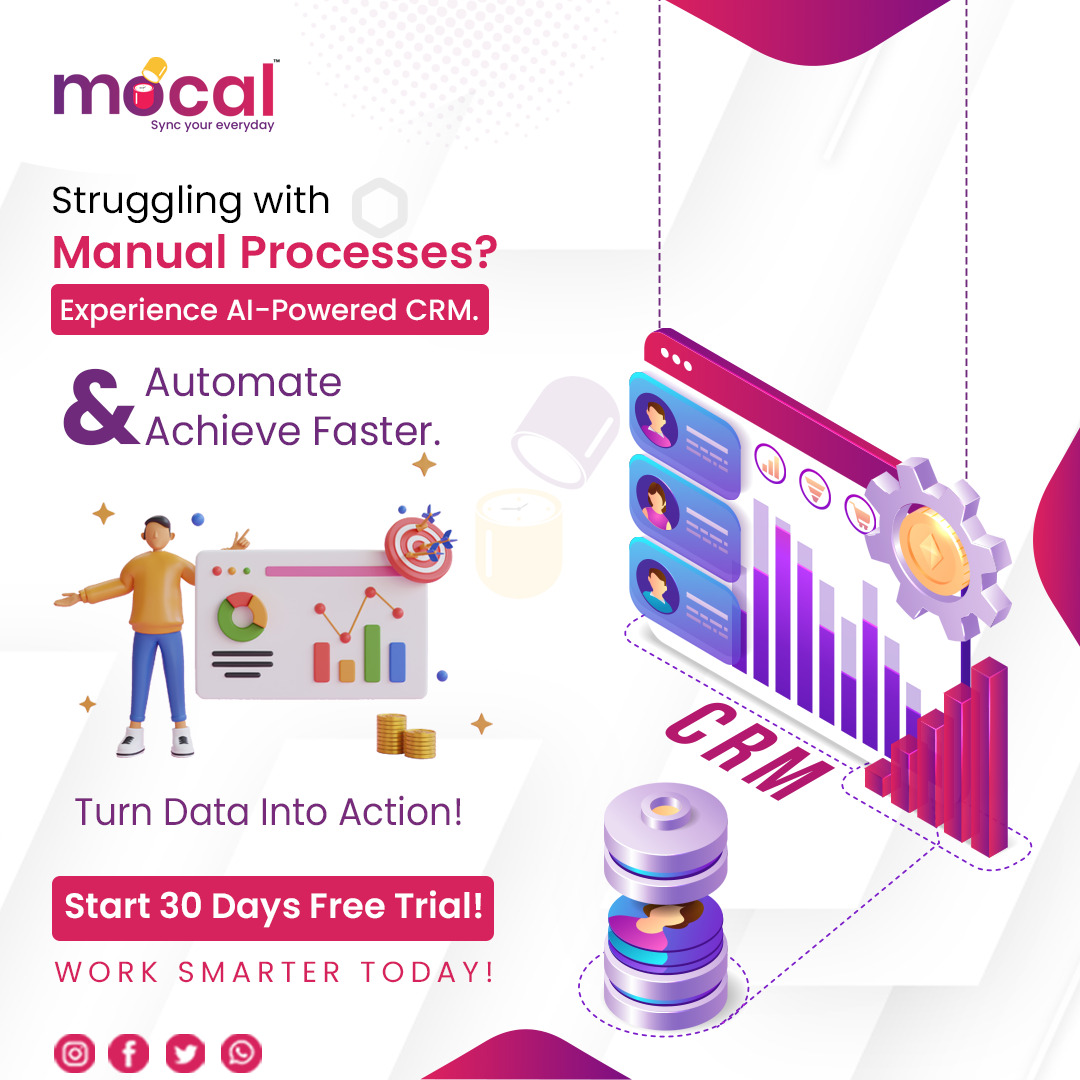 mocal™
Sync your everyday
Struggling with
Manual Processes?
Experience AI-Powered CRM.
& Automate
Achieve Faster.
CRM
Turn Data Into Action!
Start 30 Days Free Trial!
WORK SMARTER TODAY!